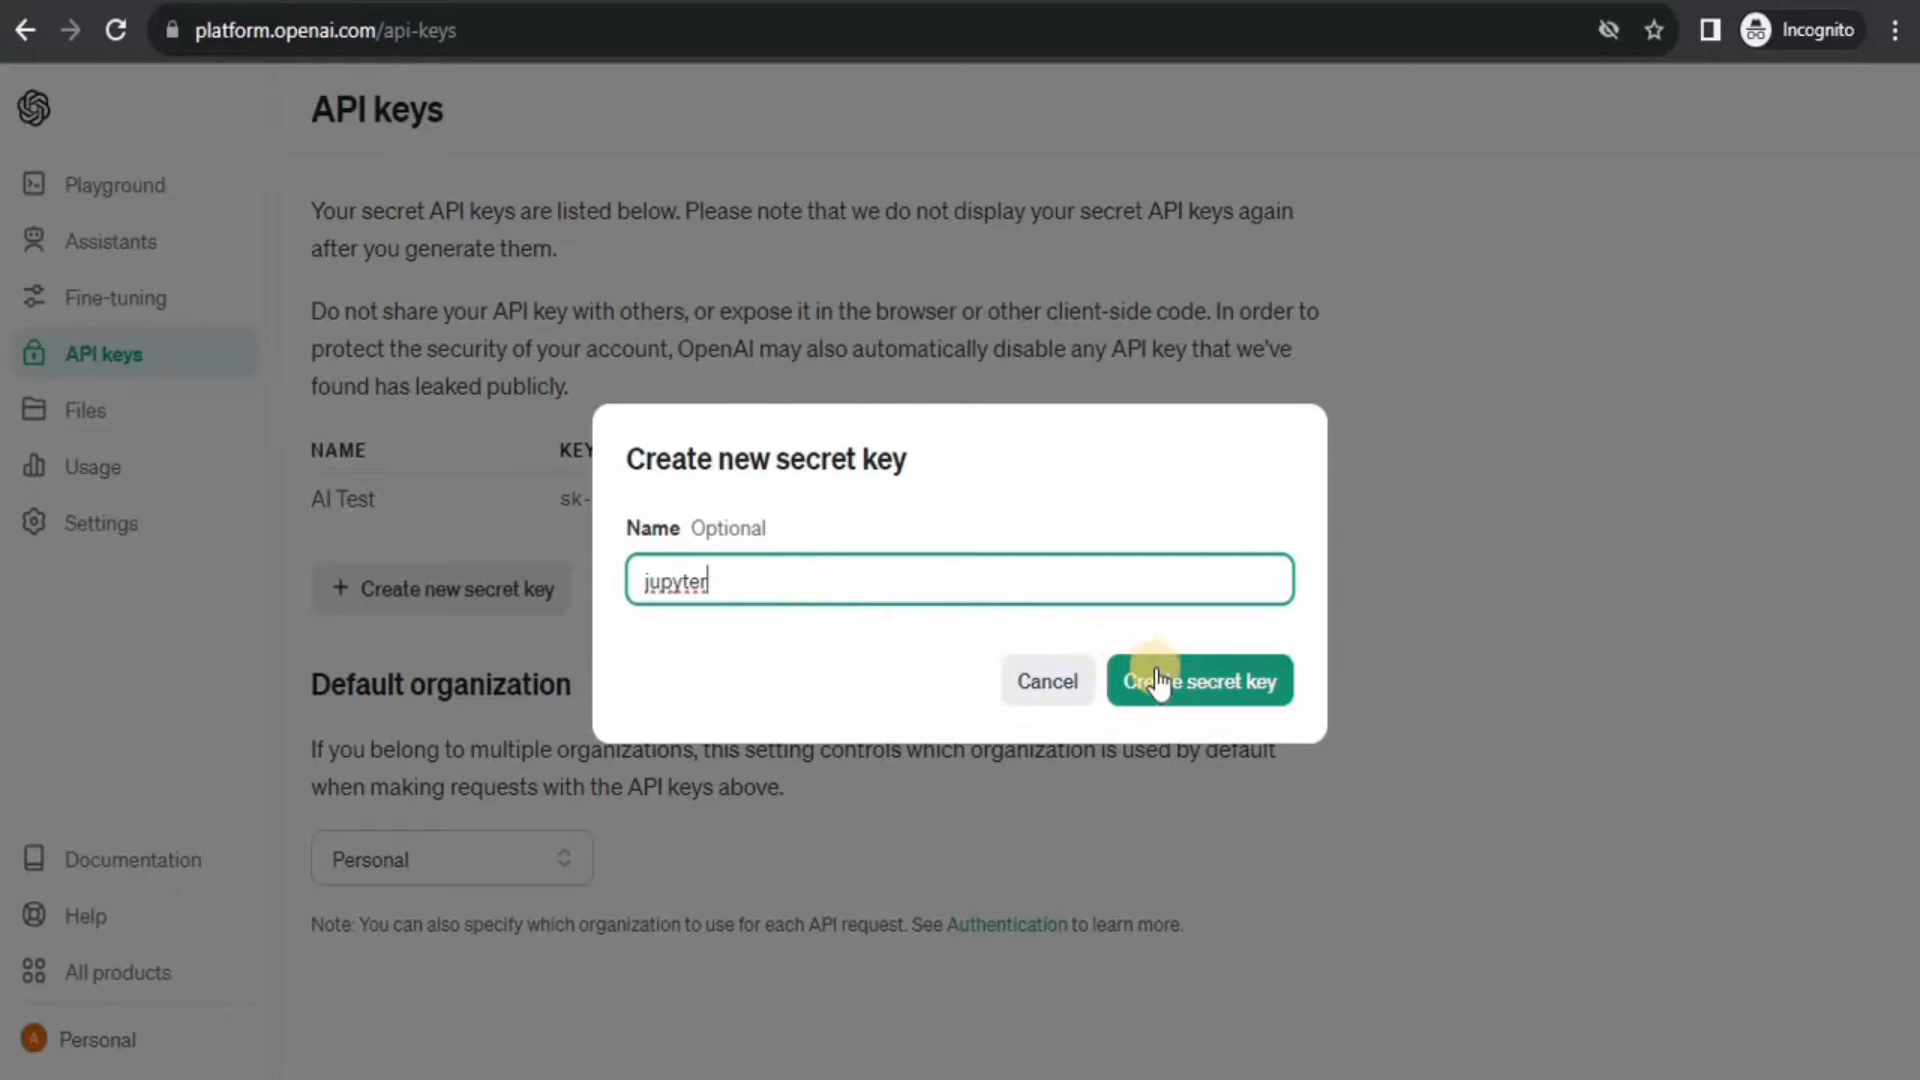 platform.openai.com/api-keys
Incognito
API keys
Playground
Assistants
Fine-tuning
API keys
Files
Usage
Settings
Your secret API keys are listed below. Please note that we do not display your secret API keys again
after you generate them.
Do not share your API key with others, or expose it in the browser or other client-side code. In order to
protect the security of your account, OpenAI may also automatically disable any API key that we've
found has leaked publicly.
NAME KEY
AI Test sk-
+ Create new secret key
Create new secret key
Name Optional
jupyter
Cancel
Create secret key
Default organization
If you belong to multiple organizations, this setting controls which organization is used by default
when making requests with the API keys above.
Personal
Note: You can also specify which organization to use for each API request. See Authentication to learn more.
Documentation
Help
All products
A Personal